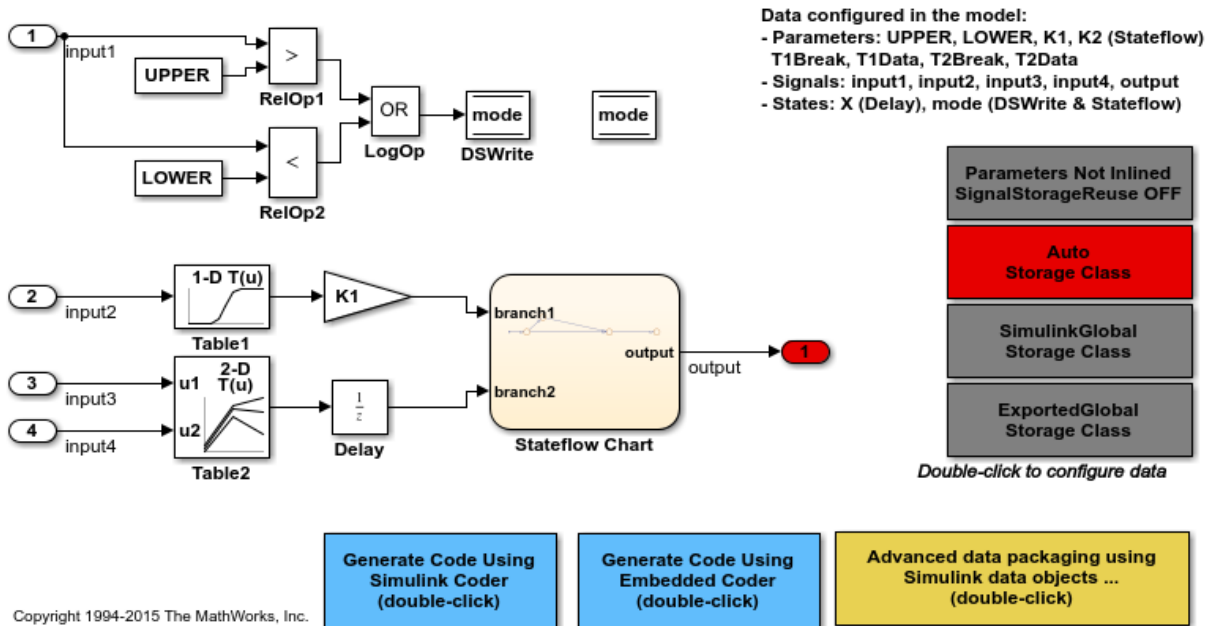 1
input1
UPPER
>
RelOp1
LOWER
<
RelOp2
OR
LogOp
mode
DSWrite
mode
Data configured in the model:
- Parameters: UPPER, LOWER, K1, K2 (Stateflow)
T1Break, T1Data, T2Break, T2Data
- Signals: input1, input2, input3, input4, output
- States: X (Delay), mode (DSWrite & Stateflow)
Parameters Not Inlined
SignalStorageReuse OFF
Auto
Storage Class
SimulinkGlobal
Storage Class
ExportedGlobal
Storage Class
Double-click to configure data
2
input2
1-D T(u)
Table1
K1
3
input3
4
input4
u1
u2
2-D
T(u)
Table2
1
z
Delay
branch1
branch2
output
Stateflow Chart
output
1
Generate Code Using
Simulink Coder
(double-click)
Generate Code Using
Embedded Coder
(double-click)
Advanced data packaging using
Simulink data objects ...
(double-click)
Copyright 1994-2015 The MathWorks, Inc.